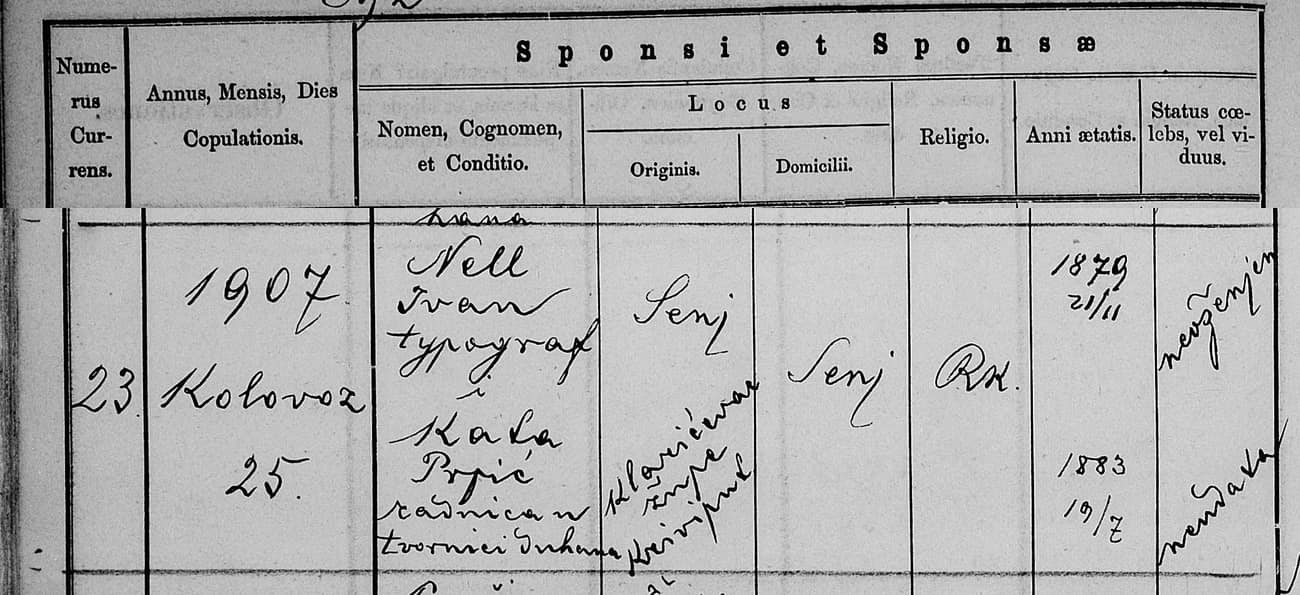 Sponsi et Sponsæ
Nume-
rus
Cur-
rens.
Annus, Mensis, Dies
Copulationis.
Nomen, Cognomen,
et Conditio.
Locus
Originis.
Domicilii.
Religio.
Anni ætatis.
Status cœ-
lebs, vel vi-
duus.
23
1907
Kolovoz
25.
Nell
Ivan
typograf
i
Kata
Prpić
radnica u
tvornici duhana
Senj
župe
Kriviput
Senj
Rk.
1879
21/11
1883
19/7
neoženjen
neudata